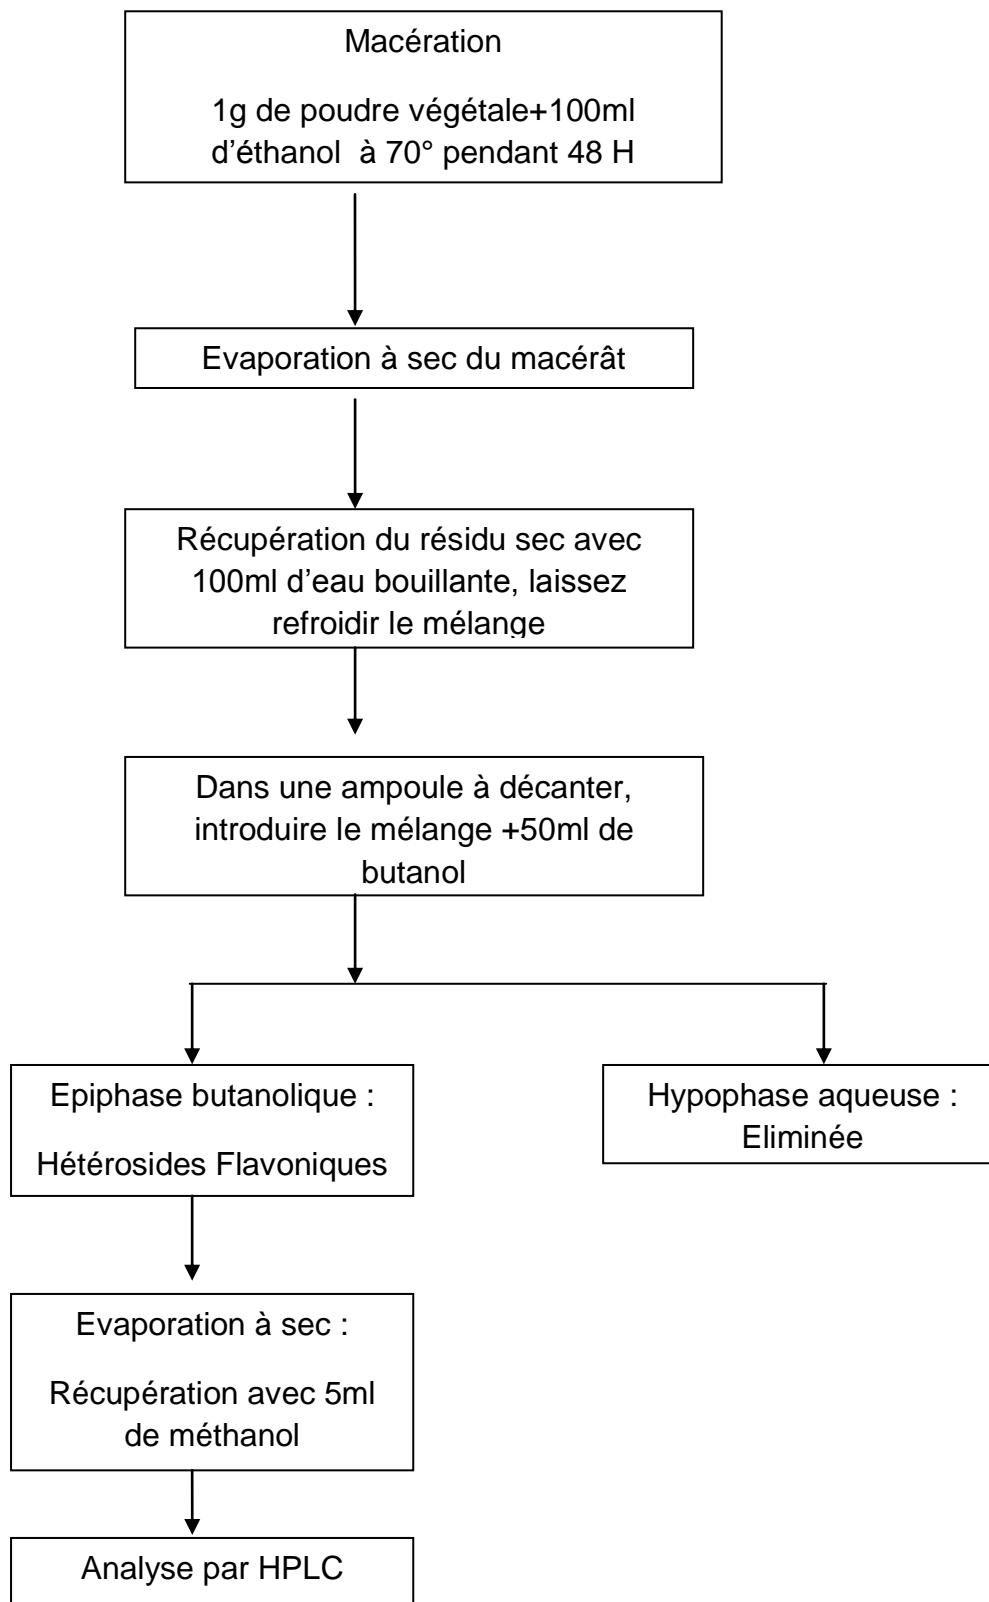 Macération
1g de poudre végétale+100ml
d'éthanol à 70° pendant 48 H
Evaporation à sec du macérât
Récupération du résidu sec avec
100ml d'eau bouillante, laissez
refroidir le mélange
Dans une ampoule à décanter,
introduire le mélange +50ml de
butanol
Epiphase butanolique :
Hétérosides Flavoniques
Hypophase aqueuse :
Eliminée
Evaporation à sec :
Récupération avec 5ml
de méthanol
Analyse par HPLC